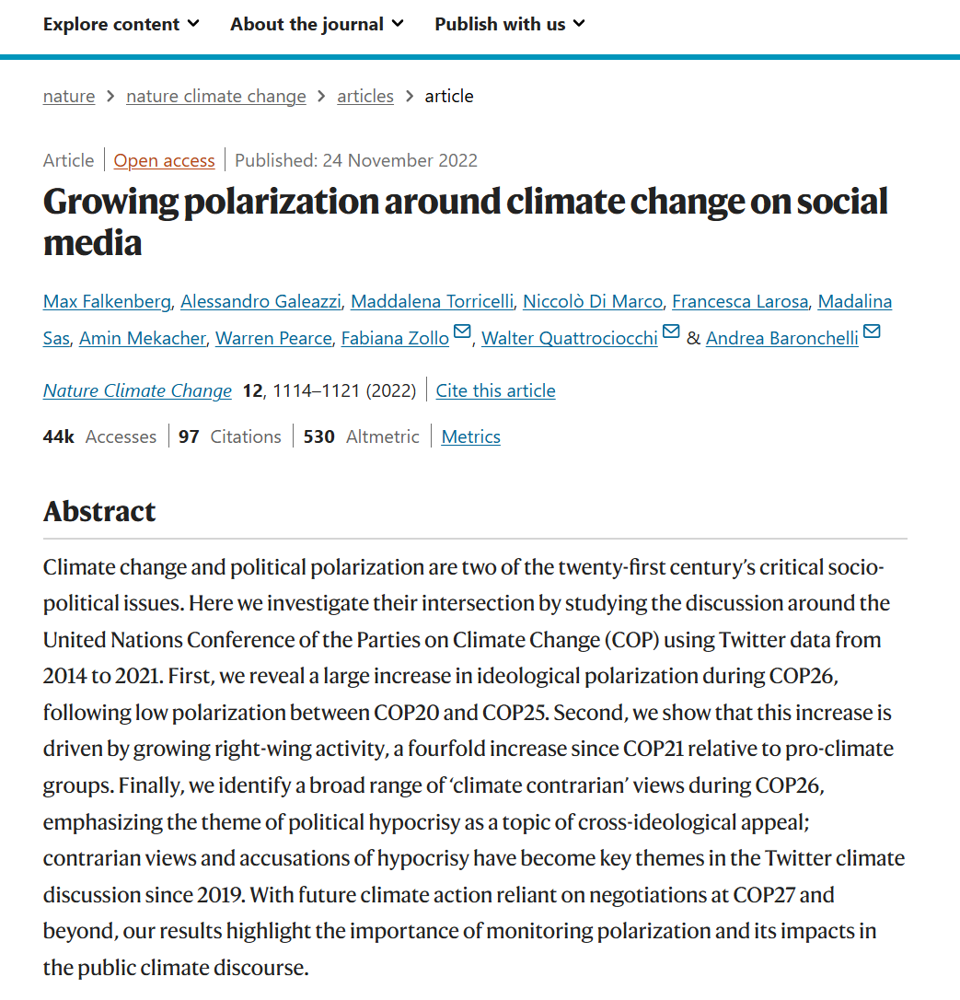 Explore content About the journal Publish with us
nature > nature climate change > articles > article
Article | Open access | Published: 24 November 2022
Growing polarization around climate change on social
media
Max Falkenberg, Alessandro Galeazzi, Maddalena Torricelli, Niccolò Di Marco, Francesca Larosa, Madalina
Sas, Amin Mekacher, Warren Pearce, Fabiana Zollo , Walter Quattrociocchi & Andrea Baronchelli
Nature Climate Change 12, 1114–1121 (2022) | Cite this article
44k Accesses | 97 Citations | 530 Altmetric | Metrics
Abstract
Climate change and political polarization are two of the twenty-first century’s critical socio-
political issues. Here we investigate their intersection by studying the discussion around the
United Nations Conference of the Parties on Climate Change (COP) using Twitter data from
2014 to 2021. First, we reveal a large increase in ideological polarization during COP26,
following low polarization between COP20 and COP25. Second, we show that this increase is
driven by growing right-wing activity, a fourfold increase since COP21 relative to pro-climate
groups. Finally, we identify a broad range of ‘climate contrarian’ views during COP26,
emphasizing the theme of political hypocrisy as a topic of cross-ideological appeal;
contrarian views and accusations of hypocrisy have become key themes in the Twitter climate
discussion since 2019. With future climate action reliant on negotiations at COP27 and
beyond, our results highlight the importance of monitoring polarization and its impacts in
the public climate discourse.